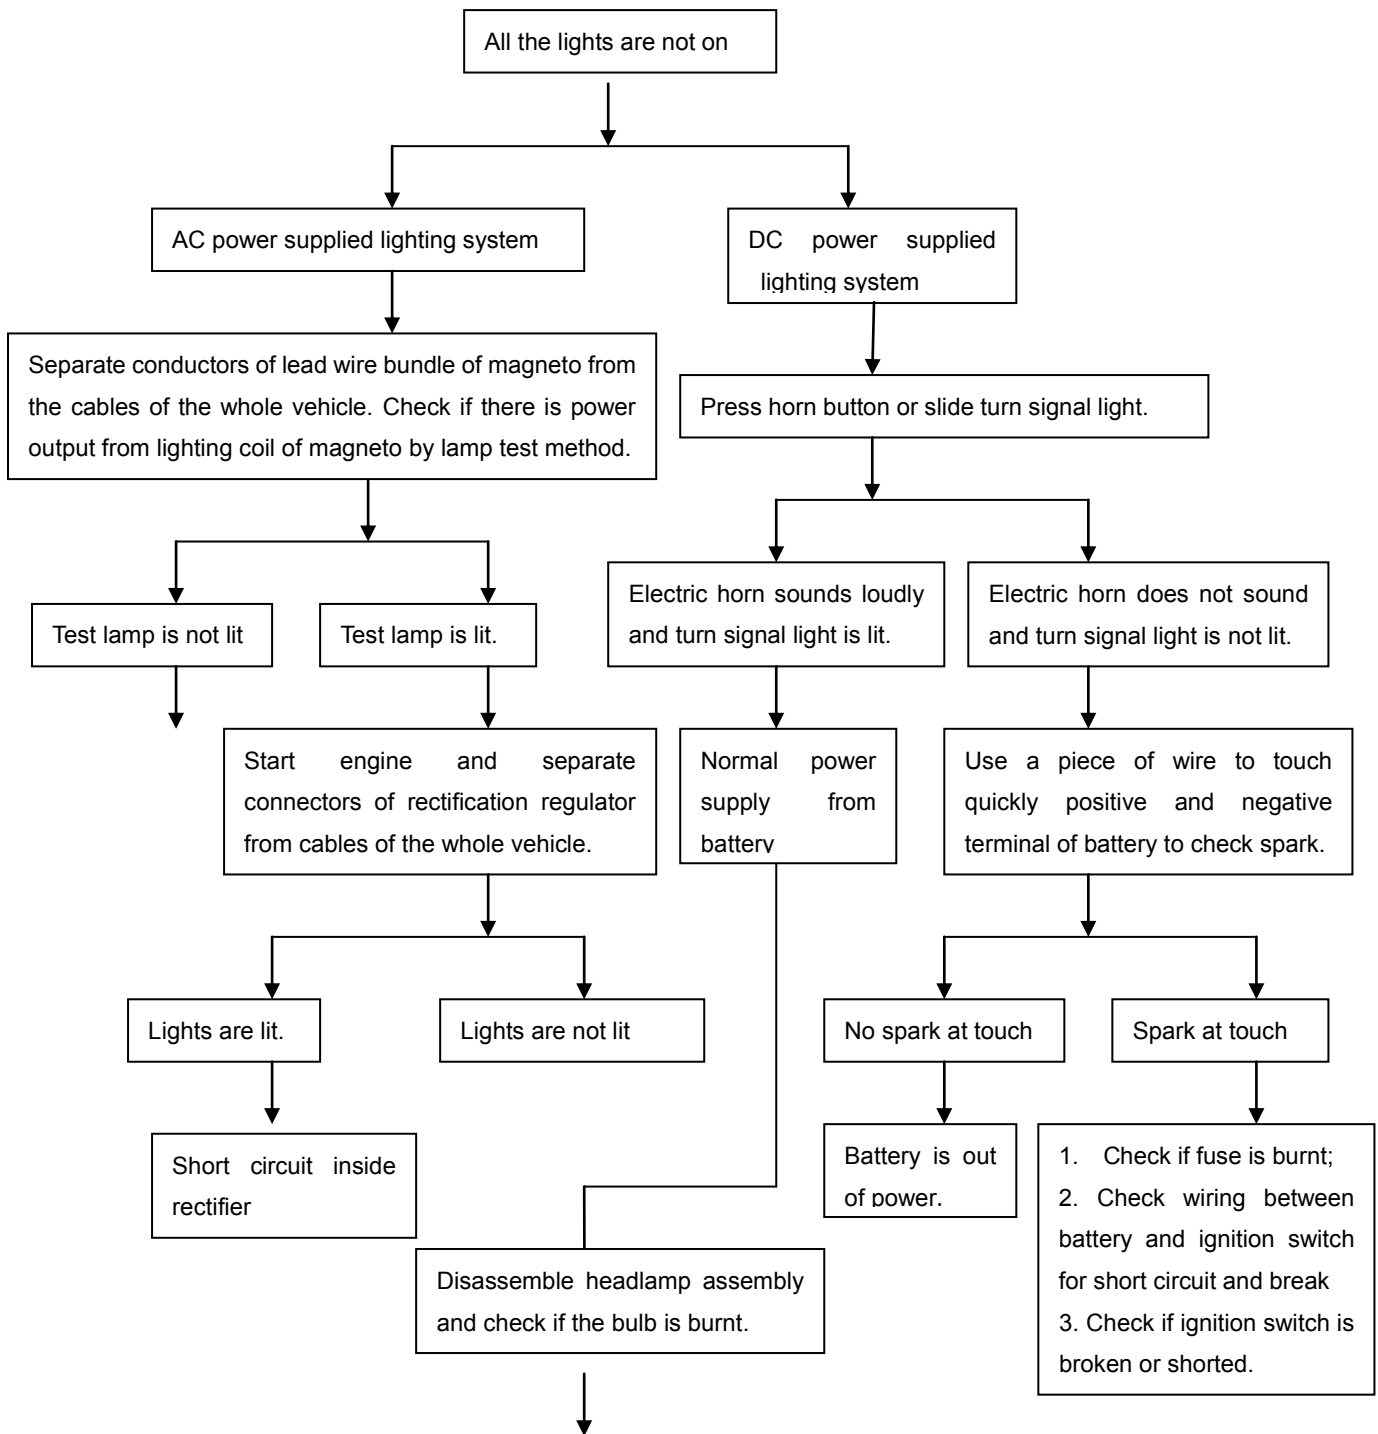 All the lights are not on
AC power supplied lighting system
DC power supplied
lighting system
Separate conductors of lead wire bundle of magneto from
the cables of the whole vehicle. Check if there is power
output from lighting coil of magneto by lamp test method.
Press horn button or slide turn signal light.
Test lamp is not lit
Test lamp is lit.
Electric horn sounds loudly
and turn signal light is lit.
Electric horn does not sound
and turn signal light is not lit.
Start engine and separate
connectors of rectification regulator
from cables of the whole vehicle.
Normal power
supply from
battery
Use a piece of wire to touch
quickly positive and negative
terminal of battery to check spark.
Lights are lit.
Lights are not lit
No spark at touch
Spark at touch
Short circuit inside
rectifier
Battery is out
of power.
1. Check if fuse is burnt;
2. Check wiring between
battery and ignition switch
for short circuit and break
3. Check if ignition switch is
broken or shorted.
Disassemble headlamp assembly
and check if the bulb is burnt.